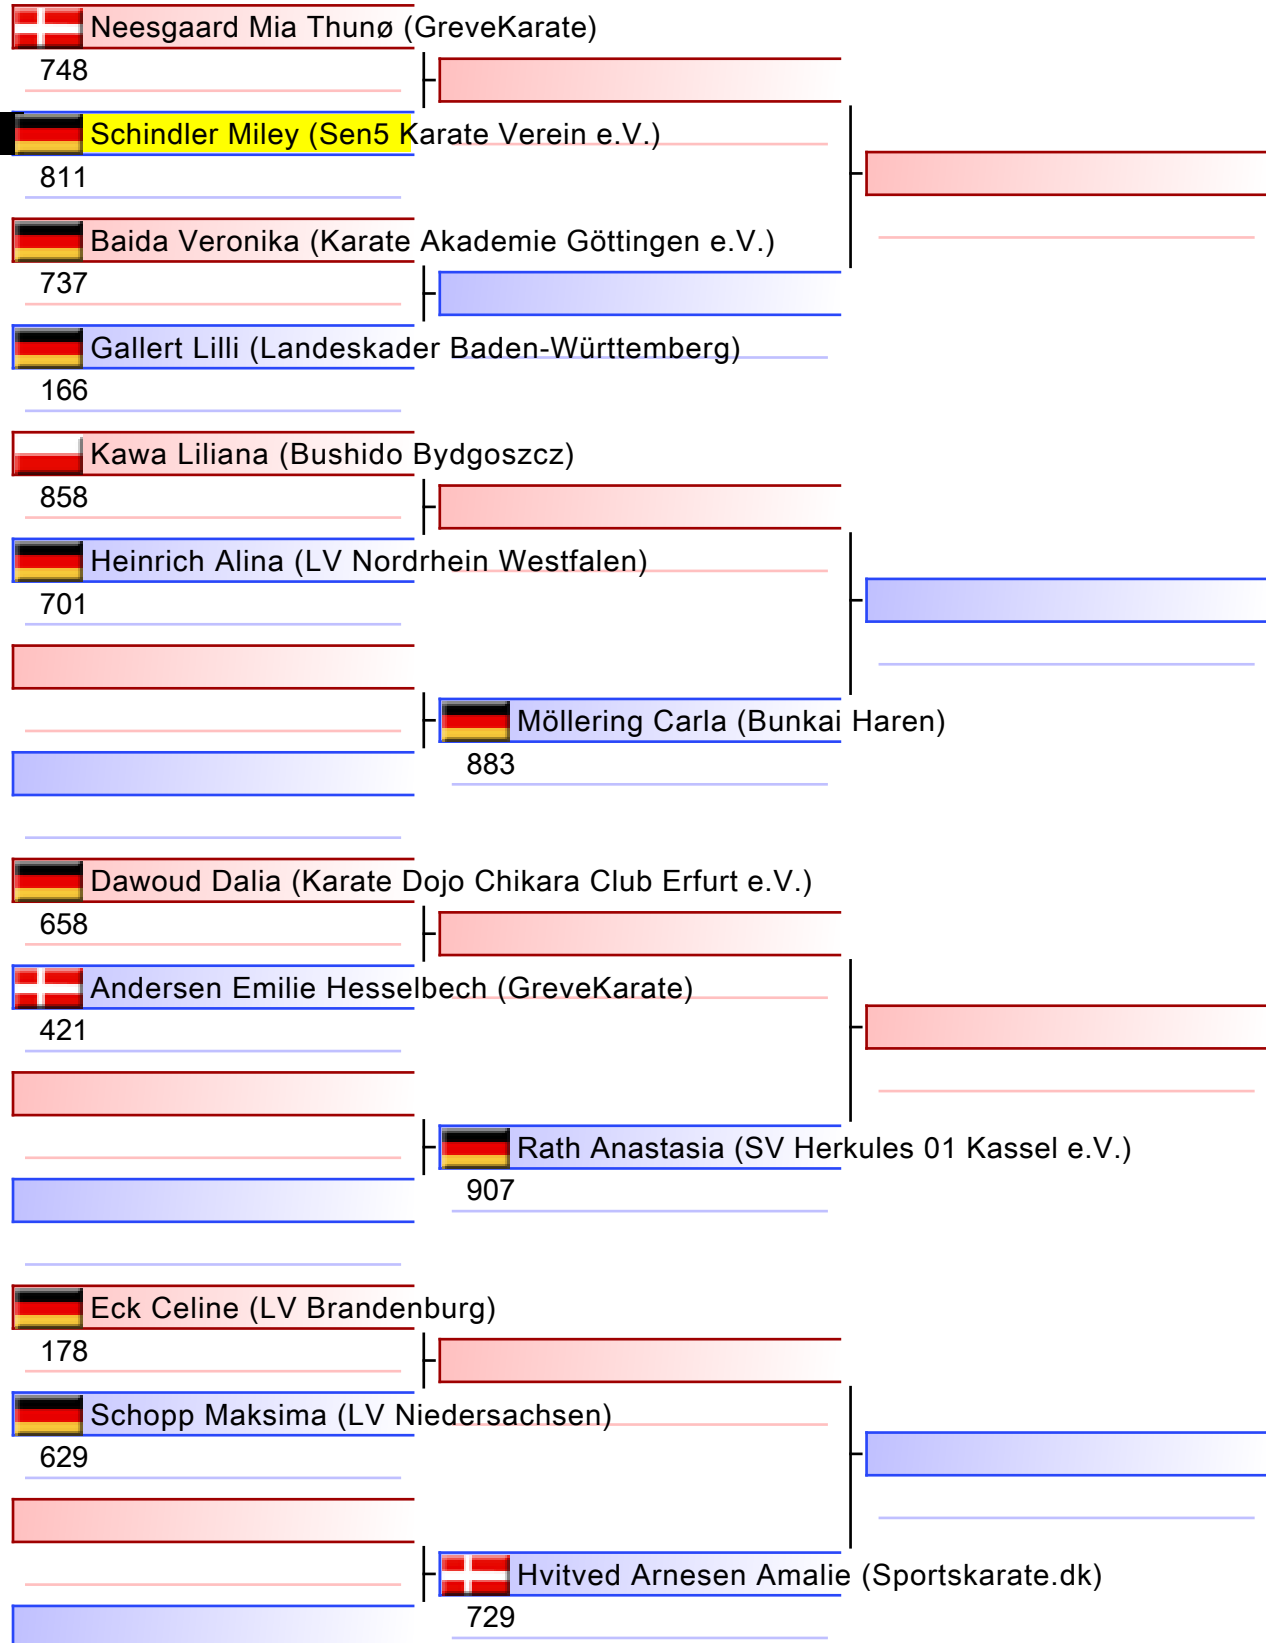 Neesgaard Mia Thunø (GreveKarate)
748
Schindler Miley (Sen5 Karate Verein e.V.)
811
Baida Veronika (Karate Akademie Göttingen e.V.)
737
Gallert Lilli (Landeskader Baden-Württemberg)
166
Kawa Liliana (Bushido Bydgoszcz)
858
Heinrich Alina (LV Nordrhein Westfalen)
701
Möllering Carla (Bunkai Haren)
883
Dawoud Dalia (Karate Dojo Chikara Club Erfurt e.V.)
658
Andersen Emilie Hesselbech (GreveKarate)
421
Rath Anastasia (SV Herkules 01 Kassel e.V.)
907
Eck Celine (LV Brandenburg)
178
Schopp Maksima (LV Niedersachsen)
629
Hvitved Arnesen Amalie (Sportskarate.dk)
729